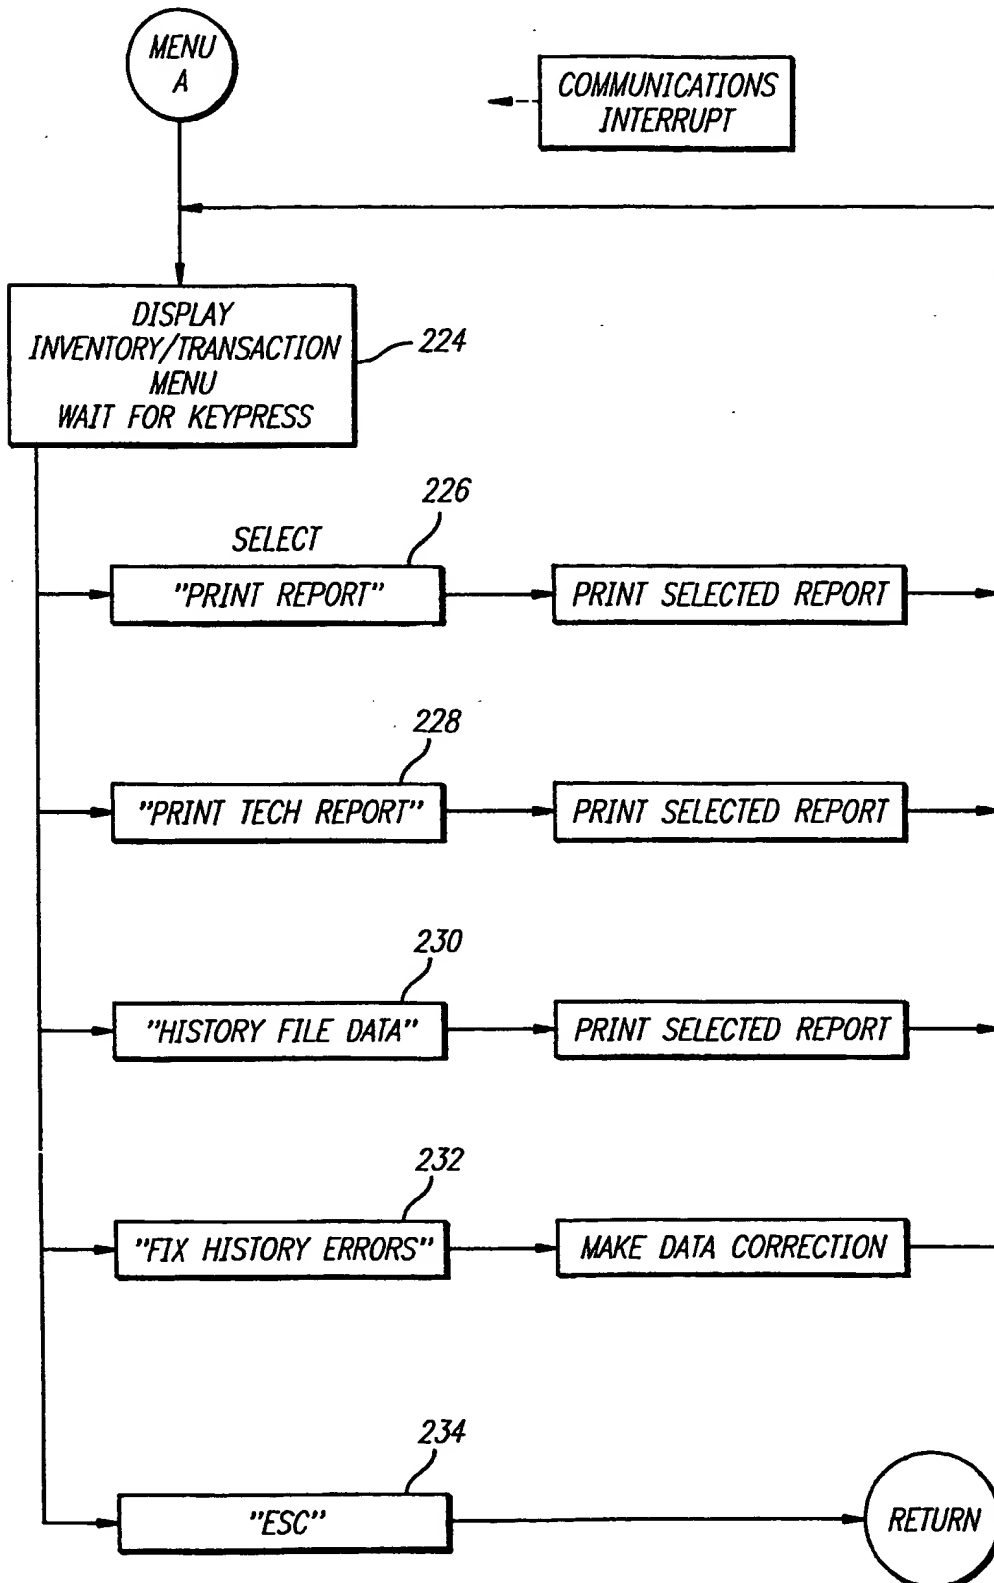 MENU
A
COMMUNICATIONS
INTERRUPT
DISPLAY
INVENTORY/TRANSACTION
MENU
WAIT FOR KEYPRESS
224
226
SELECT
"PRINT REPORT"
PRINT SELECTED REPORT
228
"PRINT TECH REPORT"
PRINT SELECTED REPORT
230
"HISTORY FILE DATA"
PRINT SELECTED REPORT
232
"FIX HISTORY ERRORS"
MAKE DATA CORRECTION
234
"ESC"
RETURN